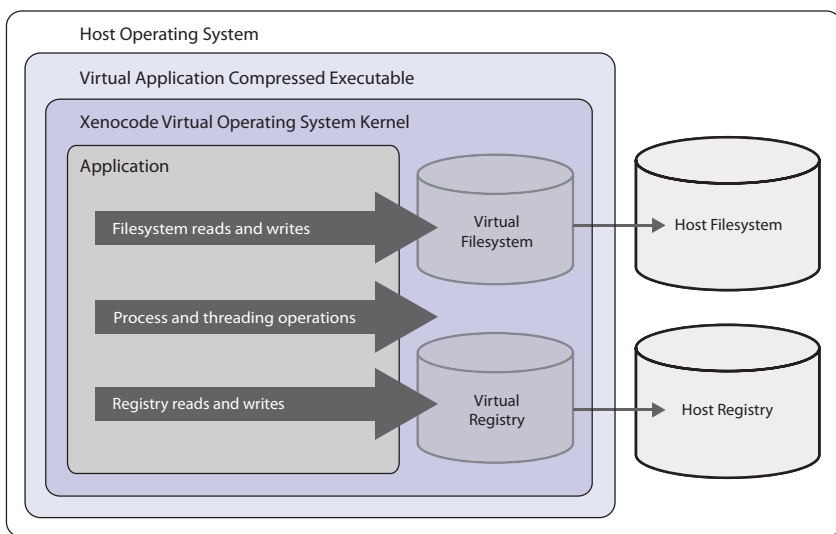 Host Operating System
Virtual Application Compressed Executable
Xenocode Virtual Operating System Kernel
Application
Filesystem reads and writes
Virtual
Filesystem
Host Filesystem
Process and threading operations
Registry reads and writes
Virtual
Registry
Host Registry